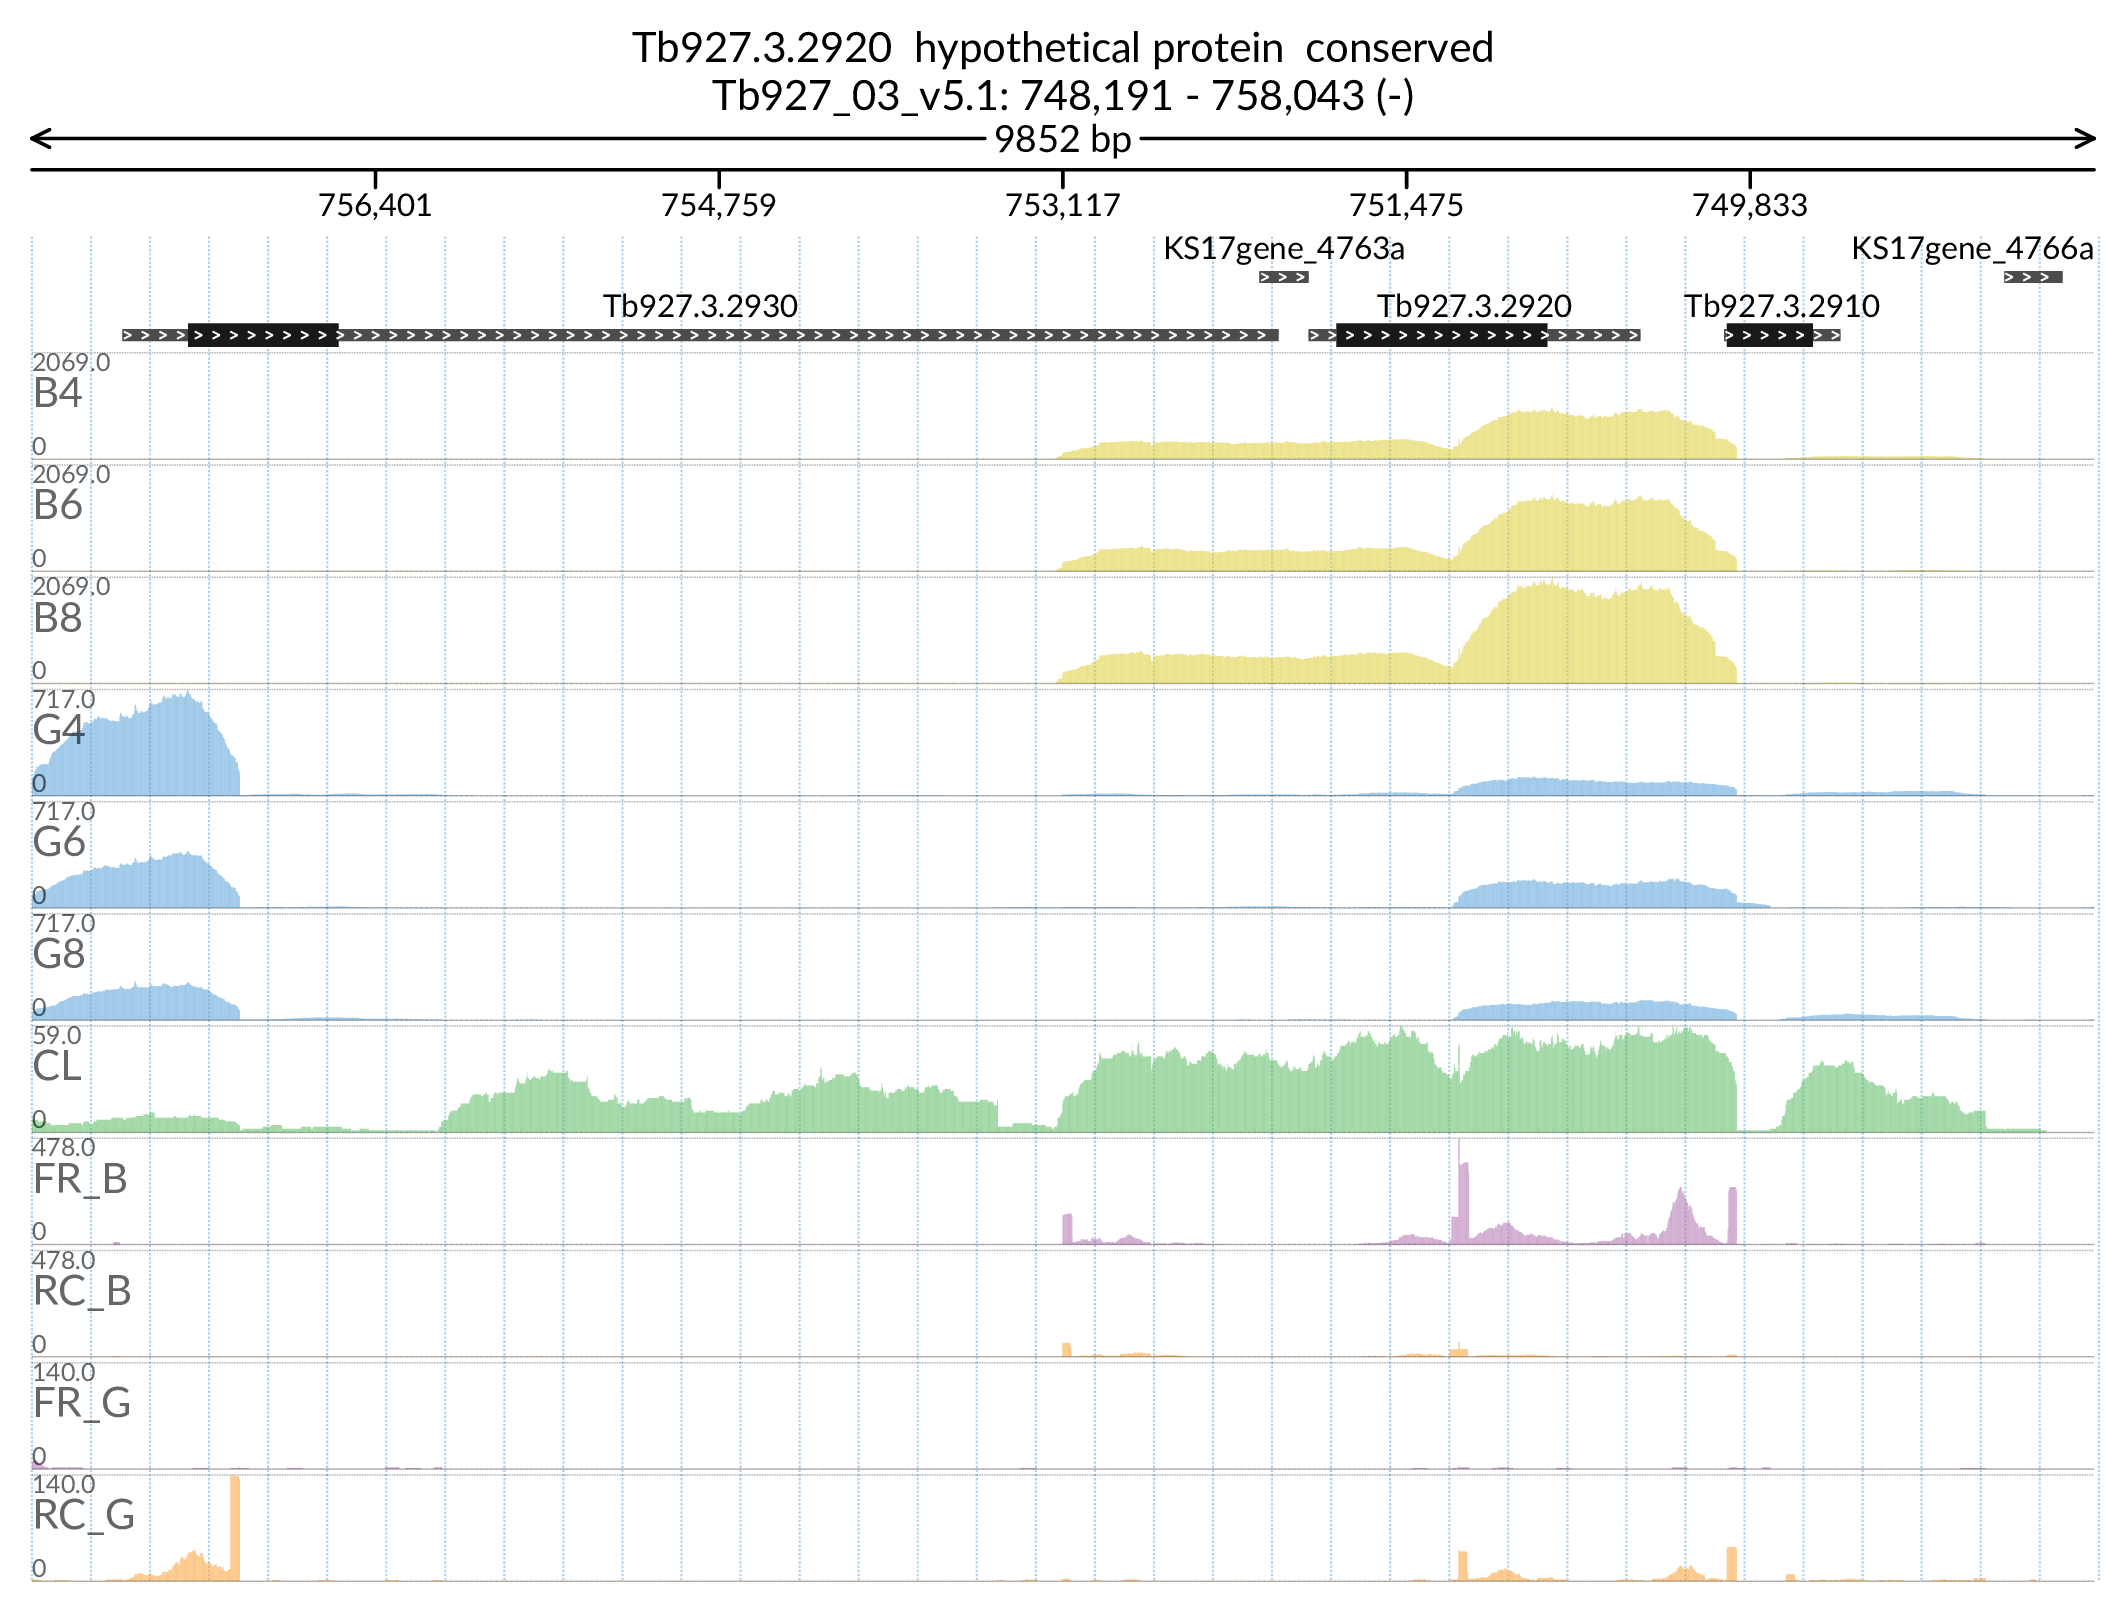 Tb927.3.2920 hypothetical protein conserved
Tb927_03_v5.1: 748,191 - 758,043 (-)
9852 bp
756,401 754,759 753,117 751,475 749,833
KS17gene_4763a KS17gene_4766a
Tb927.3.2930 Tb927.3.2920 Tb927.3.2910
2069.0
B4
0
2069.0
B6
0
2069.0
B8
0
717.0
G4
0
717.0
G6
0
717.0
G8
0
59.0
CL
0
478.0
FR_B
0
478.0
RC_B
0
140.0
FR_G
0
140.0
RC_G
0